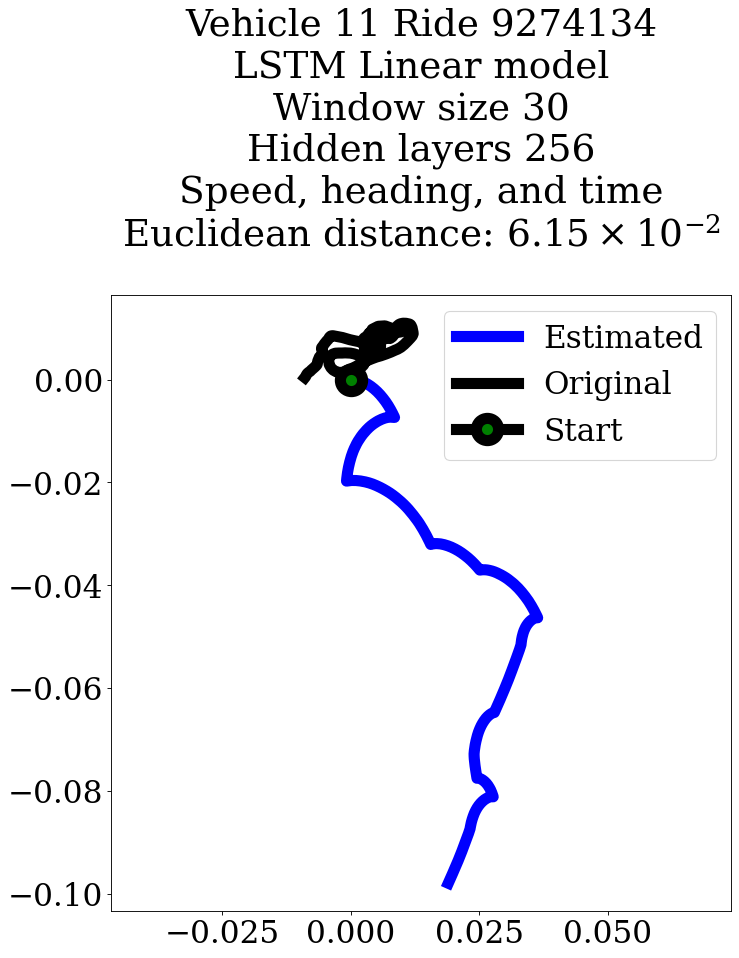 Vehicle 11 Ride 9274134
LSTM Linear model
Window size 30
Hidden layers 256
Speed, heading, and time
Euclidean distance: 6.15 × 10⁻²
Estimated
Original
Start
0.00
−0.02
−0.04
−0.06
−0.08
−0.10
−0.025 0.000 0.025 0.050